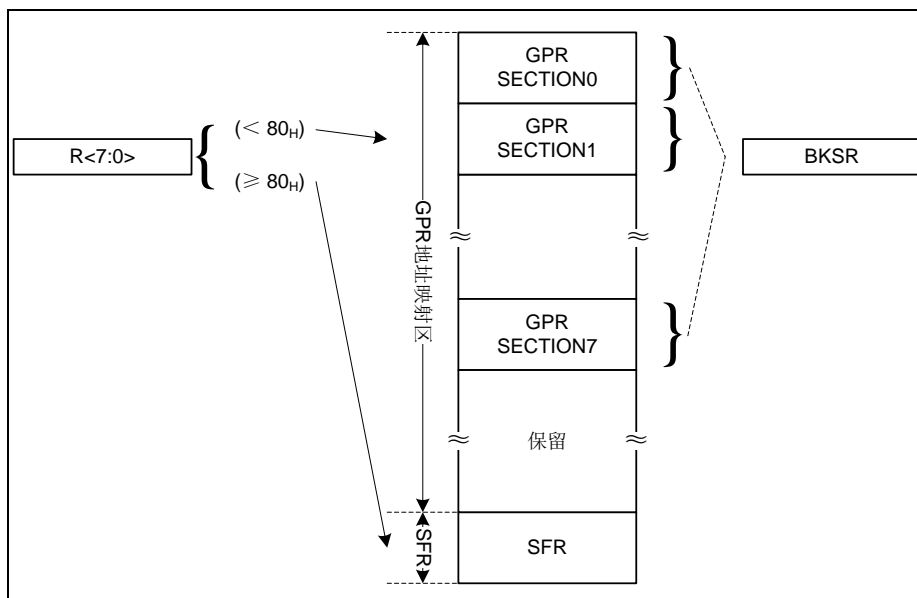 R<7:0>
(< 80H)
(≥ 80H)
GPR地址映射区
SFR
GPR
SECTION0
GPR
SECTION1
GPR
SECTION7
保留
SFR
BKSR